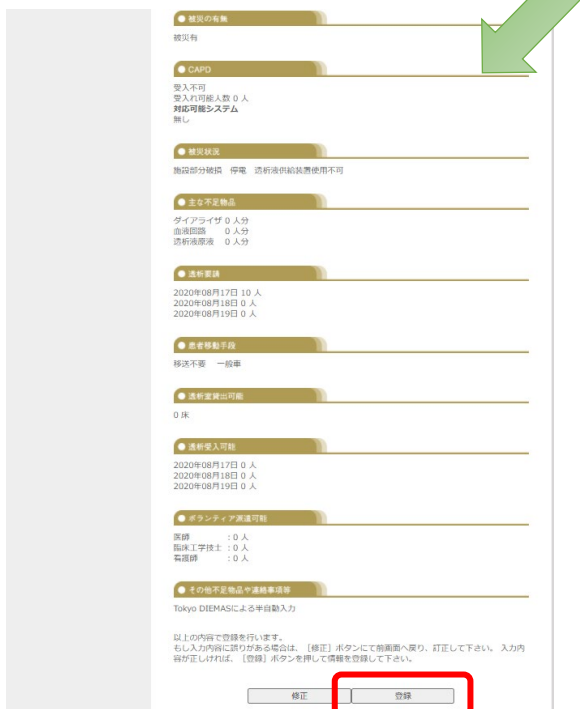 ● 被災の有無
被災有
● CAPD
受入不可
受入れ可能人数 0 人
対応可能システム
無し
● 被災状況
施設部分破損 停電 透析液供給装置使用不可
● 主な不足物品
ダイアライザ 0 人分
血液回路 0 人分
透析液原液 0 人分
● 透析要請
2020年08月17日 10 人
2020年08月18日 0 人
2020年08月19日 0 人
● 患者移動手段
移送不要 一般車
● 透析室貸出可能
0 床
● 透析受入可能
2020年08月17日 0 人
2020年08月18日 0 人
2020年08月19日 0 人
● ボランティア派遣可能
医師 : 0 人
臨床工学技士 : 0 人
看護師 : 0 人
● その他不足物品や連絡事項等
Tokyo DIEMASによる半自動入力
以上の内容で登録を行います。
もし入力内容に誤りがある場合は、［修正］ボタンにて前画面へ戻り、訂正して下さい。 入力内
容が正しければ、［登録］ボタンを押して情報を登録して下さい。
修正
登録